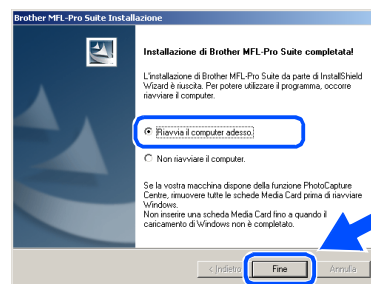 Brother MFL-Pro Suite Installazione
Installazione di Brother MFL-Pro Suite completata!
L'installazione di Brother MFL-Pro Suite da parte di InstallShield
Wizard è riuscita. Per potere utilizzare il programma, occorre
riavviare il computer.
Riavvia il computer adesso.
Non riavviare il computer.
Se la vostra macchina dispone della funzione PhotoCapture
Centre, rimuovere tutte le schede Media Card prima di riavviare
Windows.
Non inserire una scheda Media Card fino a quando il
caricamento di Windows non è completato.
< Indietro Fine Annulla